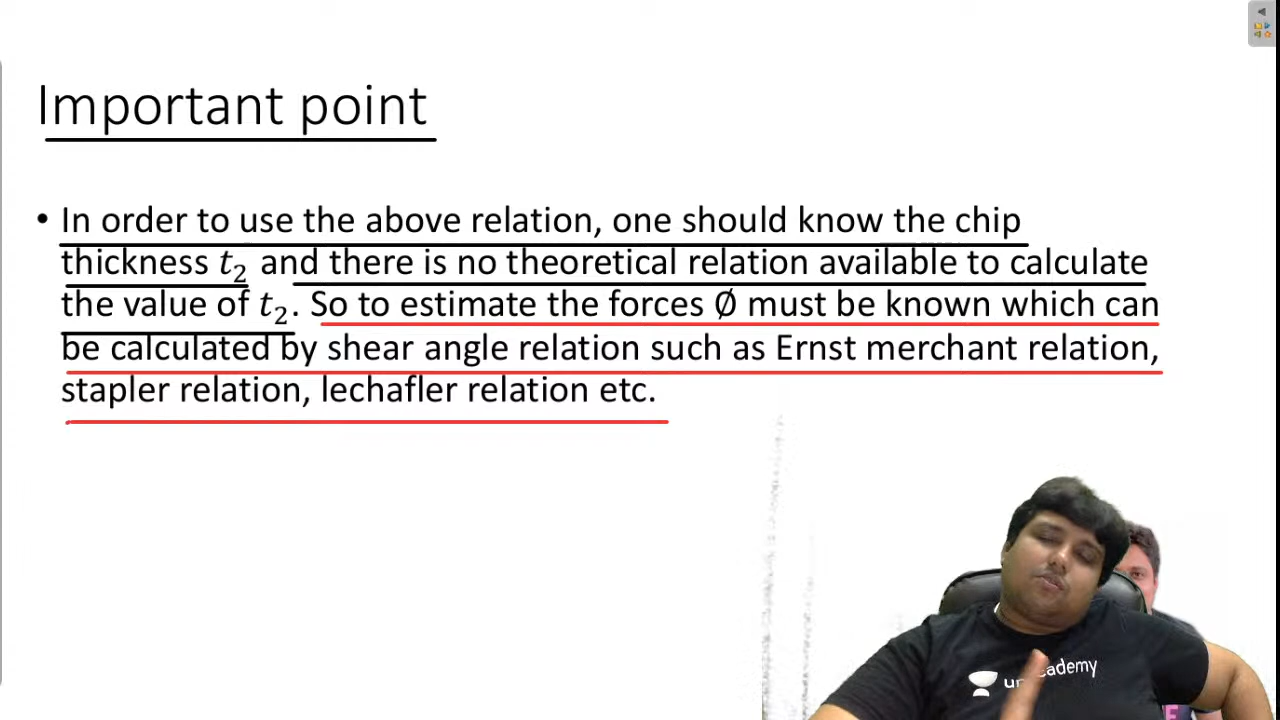 Important point
• In order to use the above relation, one should know the chip
thickness t₂ and there is no theoretical relation available to calculate
the value of t₂. So to estimate the forces Ø must be known which can
be calculated by shear angle relation such as Ernst merchant relation,
stapler relation, lechafler relation etc.